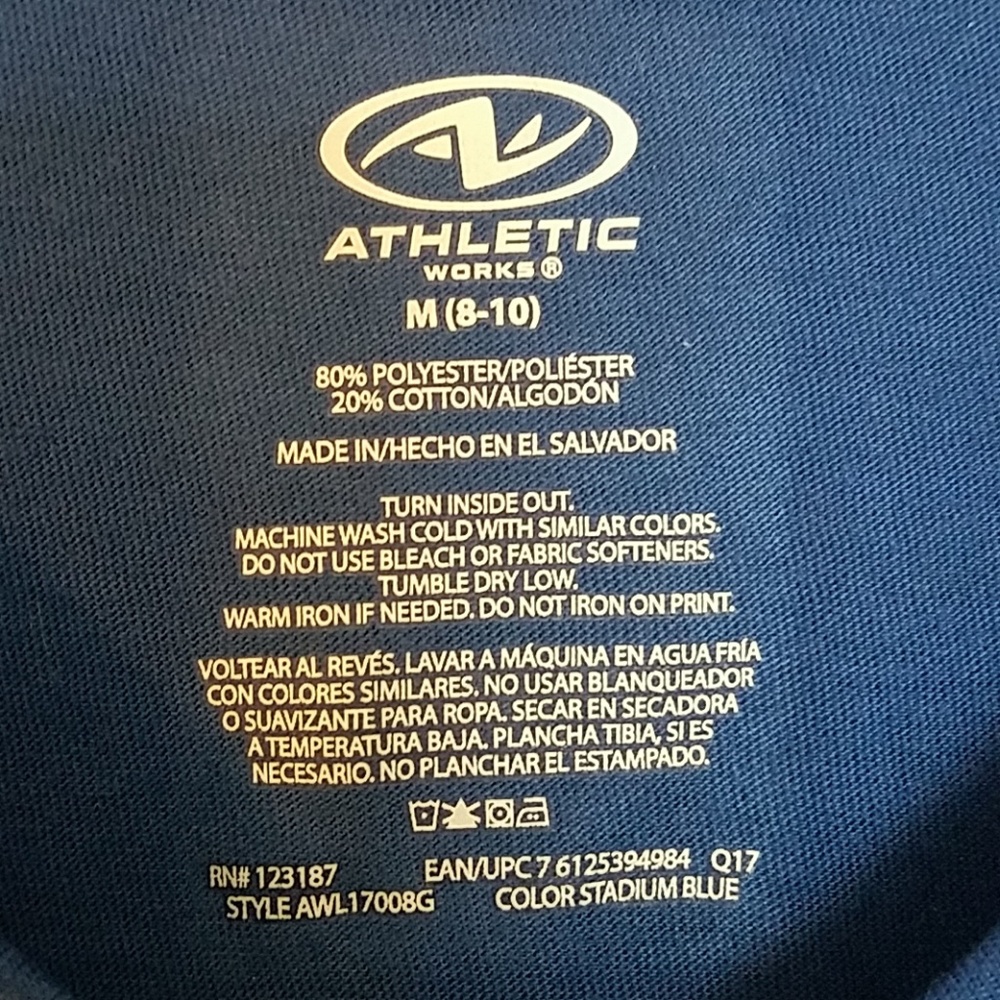 ATHLETIC
WORKS®
M (8-10)
80% POLYESTER/POLIÉSTER
20% COTTON/ALGODÓN
MADE IN/HECHO EN EL SALVADOR
TURN INSIDE OUT.
MACHINE WASH COLD WITH SIMILAR COLORS.
DO NOT USE BLEACH OR FABRIC SOFTENERS.
TUMBLE DRY LOW.
WARM IRON IF NEEDED. DO NOT IRON ON PRINT.
VOLTEAR AL REVÉS. LAVAR A MÁQUINA EN AGUA FRÍA
CON COLORES SIMILARES. NO USAR BLANQUEADOR
O SUAVIZANTE PARA ROPA. SECAR EN SECADORA
A TEMPERATURA BAJA. PLANCHA TIBIA, SI ES
NECESARIO. NO PLANCHAR EL ESTAMPADO.
RN# 123187 EAN/UPC 7 6125394984 Q17
STYLE AWL17008G COLOR STADIUM BLUE